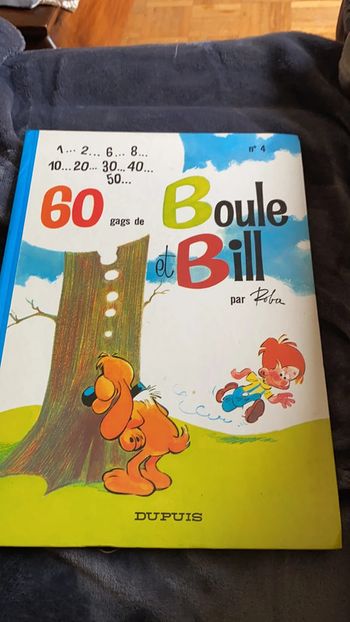 1... 2... 6... 8...
n° 4
10... 20... 30... 40...
50...
60 gags de Boule
et Bill
par Roba
DUPUIS